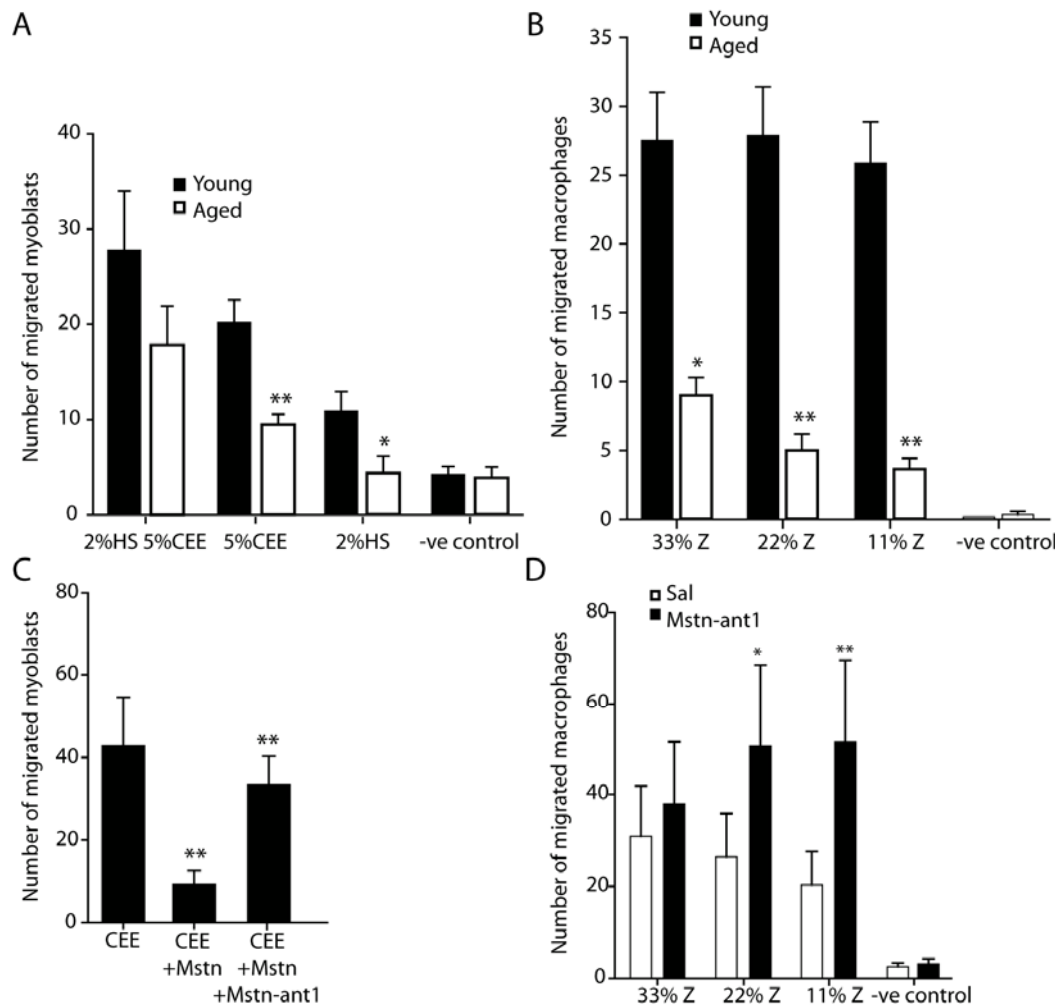 A
Young
Aged
Number of migrated myoblasts
40
30
20
10
0
**
*
2%HS 5%CEE
5%CEE
2%HS
-ve control
B
Young
Aged
Number of migrated macrophages
35
30
25
20
15
10
5
0
*
**
**
33% Z
22% Z
11% Z
-ve control
C
Number of migrated myoblasts
80
60
40
20
0
**
**
CEE
CEE
+Mstn
CEE
+Mstn
+Mstn-ant1
D
Sal
Mstn-ant1
Number of migrated macrophages
80
60
40
20
0
*
**
33% Z
22% Z
11% Z
-ve control